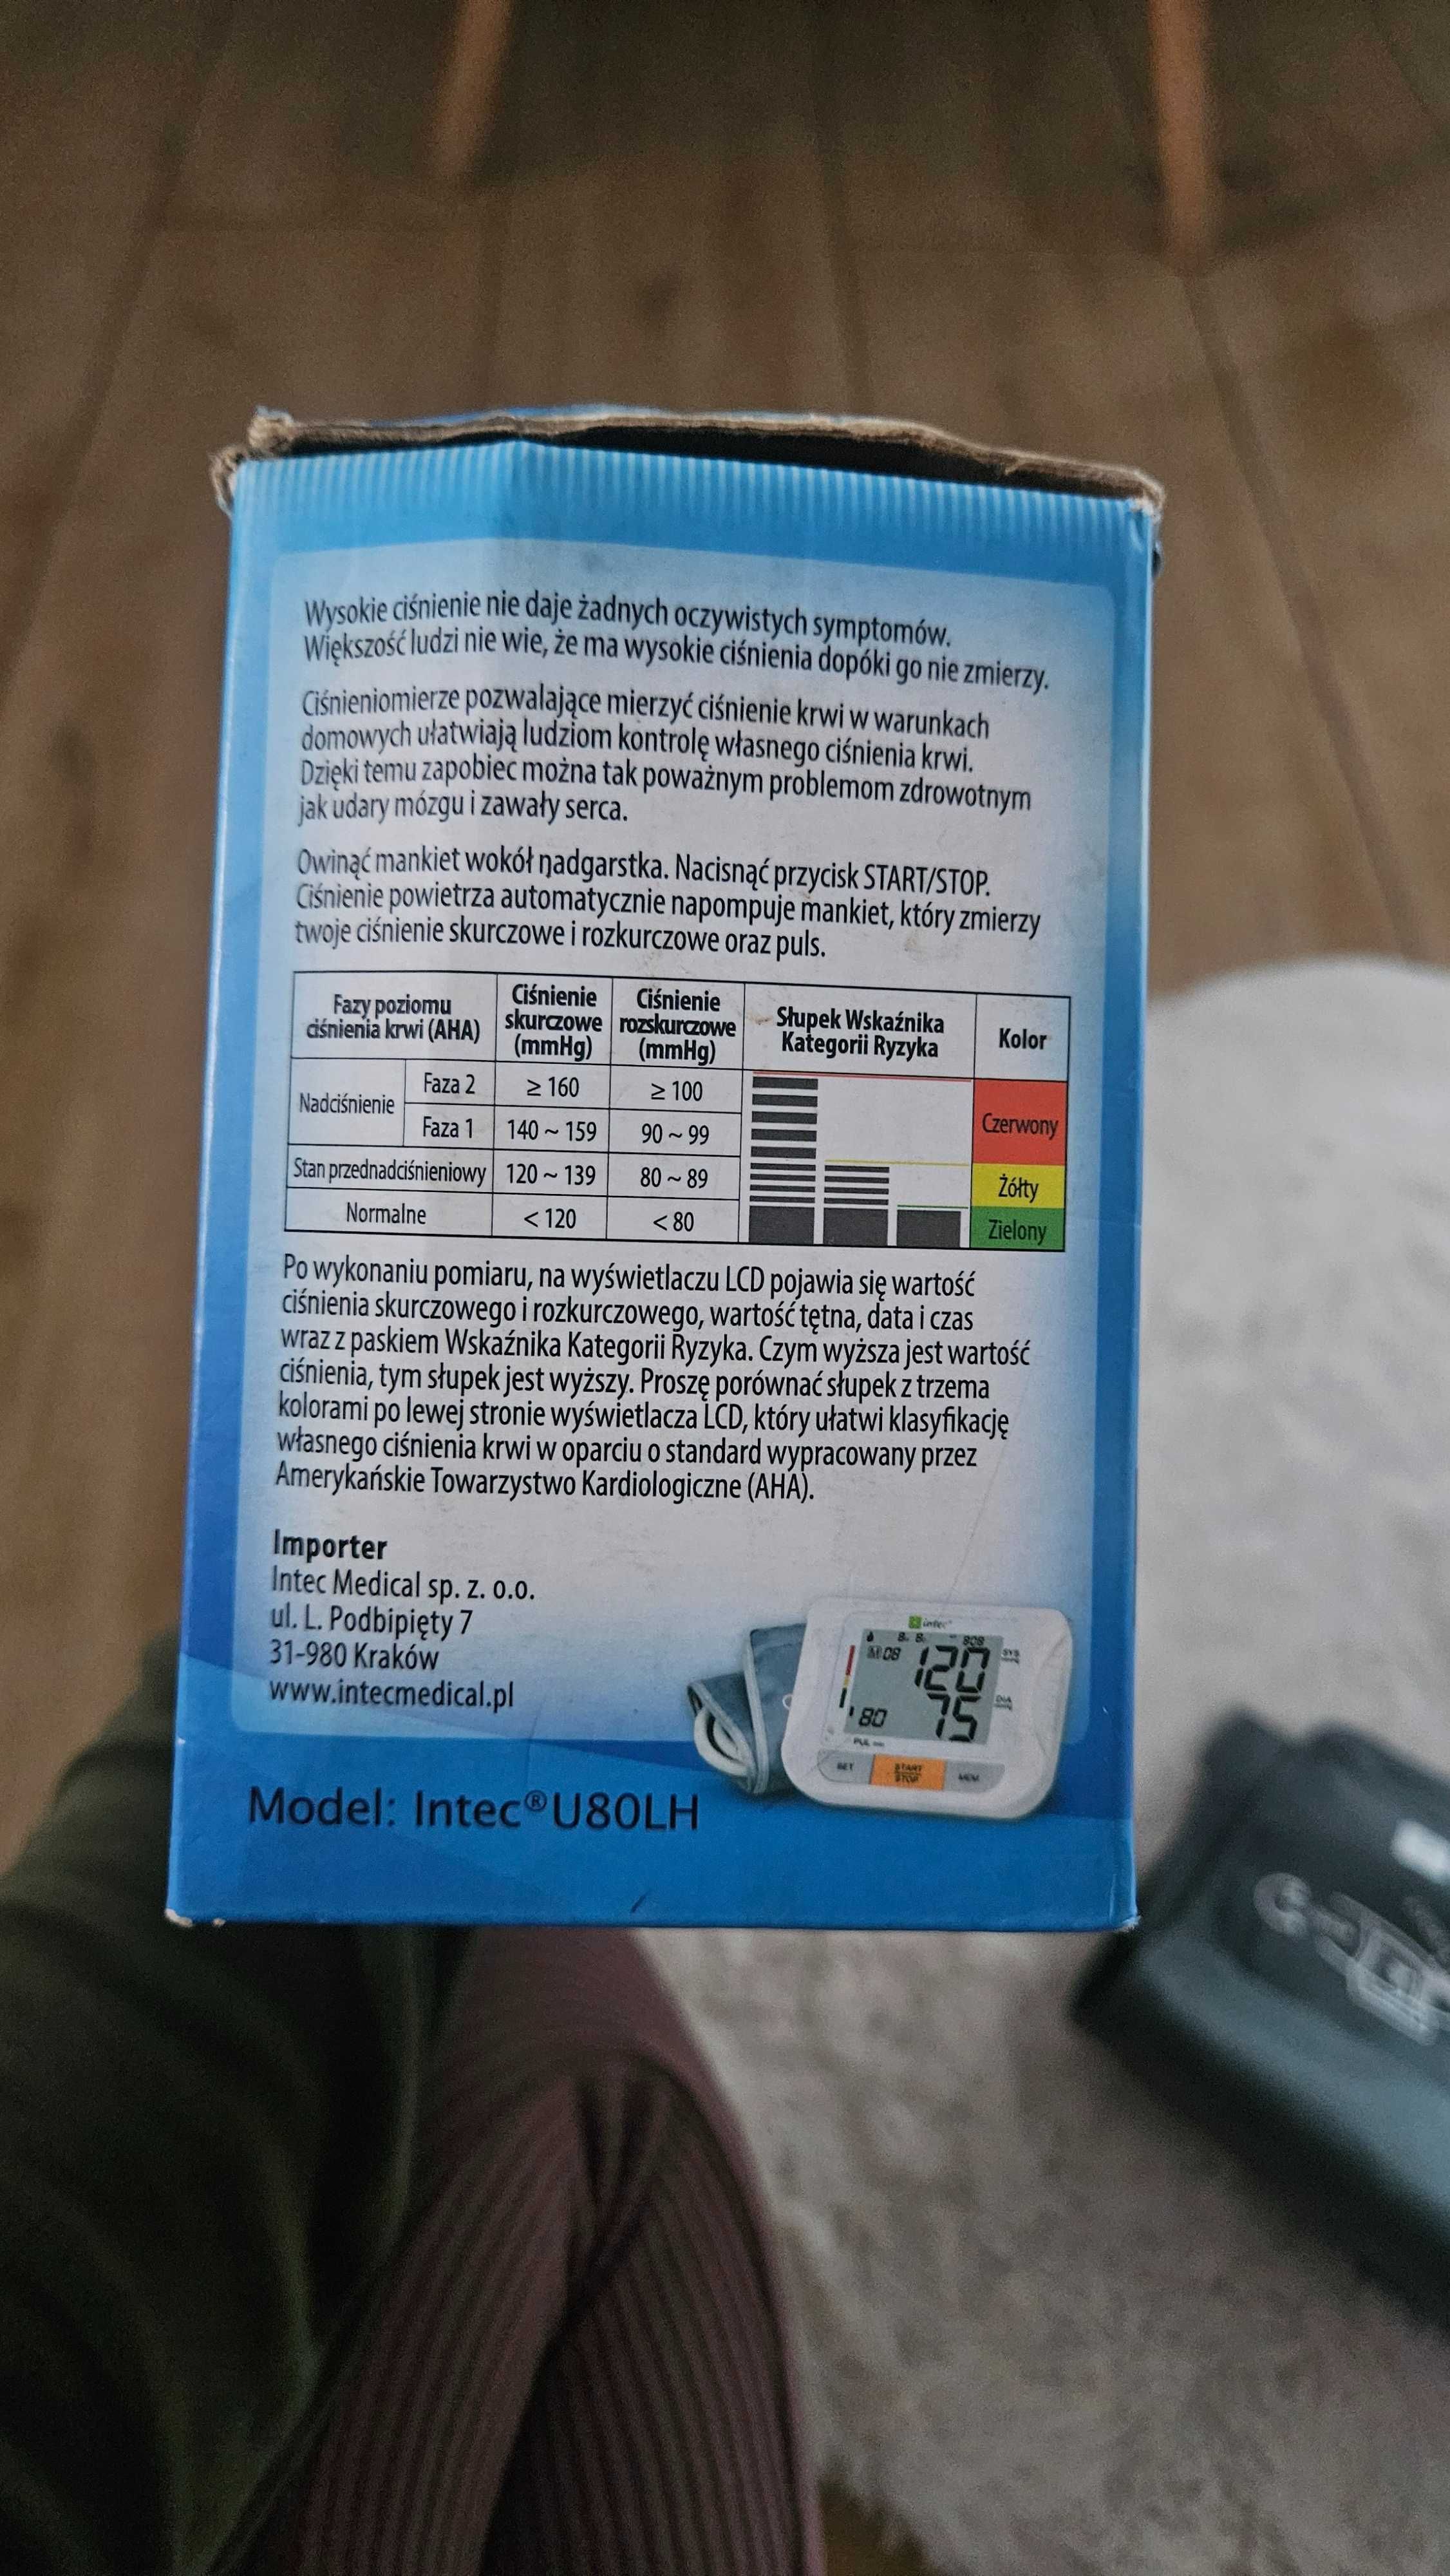 Wysokie ciśnienie nie daje żadnych oczywistych symptomów.
Większość ludzi nie wie, że ma wysokie ciśnienia dopóki go nie zmierzy.
Ciśnieniomierze pozwalające mierzyć ciśnienie krwi w warunkach
domowych ułatwiają ludziom kontrolę własnego ciśnienia krwi.
Dzięki temu zapobiec można tak poważnym problemom zdrowotnym
jak udary mózgu i zawały serca.
Owinąć mankiet wokół nadgarstka. Nacisnąć przycisk START/STOP.
Ciśnienie powietrza automatycznie napompuje mankiet, który zmierzy
twoje ciśnienie skurczowe i rozkurczowe oraz puls.
Fazy poziomu ciśnienia krwi (AHA) Ciśnienie skurczowe (mmHg) Ciśnienie rozskurczowe (mmHg) Słupek Wskaźnika Kategorii Ryzyka Kolor
Nadciśnienie Faza 2 ≥ 160 ≥ 100 Czerwony
Faza 1 140 ~ 159 90 ~ 99
Stan przednadciśnieniowy 120 ~ 139 80 ~ 89 Żółty
Normalne < 120 < 80 Zielony
Po wykonaniu pomiaru, na wyświetlaczu LCD pojawia się wartość
ciśnienia skurczowego i rozkurczowego, wartość tętna, data i czas
wraz z paskiem Wskaźnika Kategorii Ryzyka. Czym wyższa jest wartość
ciśnienia, tym słupek jest wyższy. Proszę porównać słupek z trzema
kolorami po lewej stronie wyświetlacza LCD, który ułatwi klasyfikację
własnego ciśnienia krwi w oparciu o standard wypracowany przez
Amerykańskie Towarzystwo Kardiologiczne (AHA).
Importer
Intec Medical sp. z. o.o.
ul. L. Podbipięty 7
31-980 Kraków
www.intecmedical.pl
intec
M 08 120 SYS
75 DIA
80
PUL
SET START STOP MEM
Model: Intec® U80LH